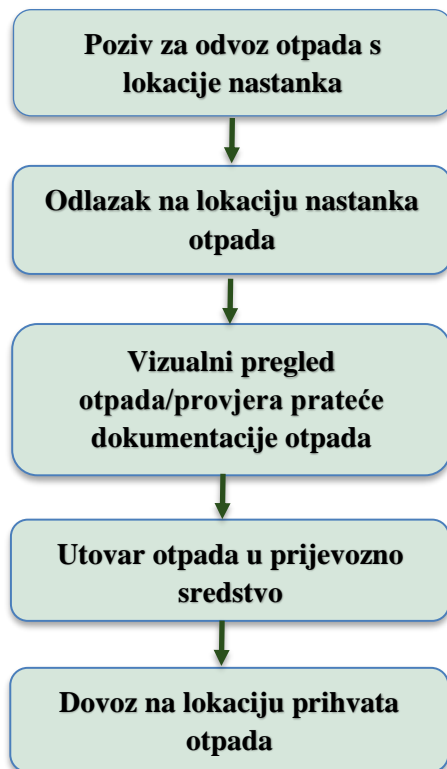 Poziv za odvoz otpada s
lokacije nastanka
Odlazak na lokaciju nastanka
otpada
Vizualni pregled
otpada/provjera prateće
dokumentacije otpada
Utovar otpada u prijevozno
sredstvo
Dovoz na lokaciju prihvata
otpada